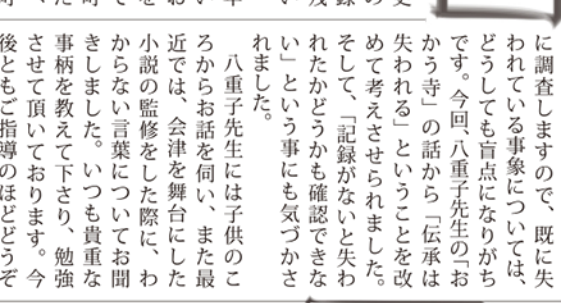 に調査しますので、既に失
われている事象については、
どうしても盲点になりがち
です。今回、八重子先生の「お
かう寺」の話から「伝承は
失われる」ということを改
めて考えさせられました。
そして、「記録がないと失わ
れたかどうかも確認できな
い」という事にも気づかさ
れました。
八重子先生には子供のこ
ろからお話を伺い、また最
近では、会津を舞台にした
小説の監修をした際に、わ
からない言葉についてお聞
きしました。いつも貴重な
事柄を教えて下さり、勉強
させて頂いております。今
後ともご指導のほどどうぞ